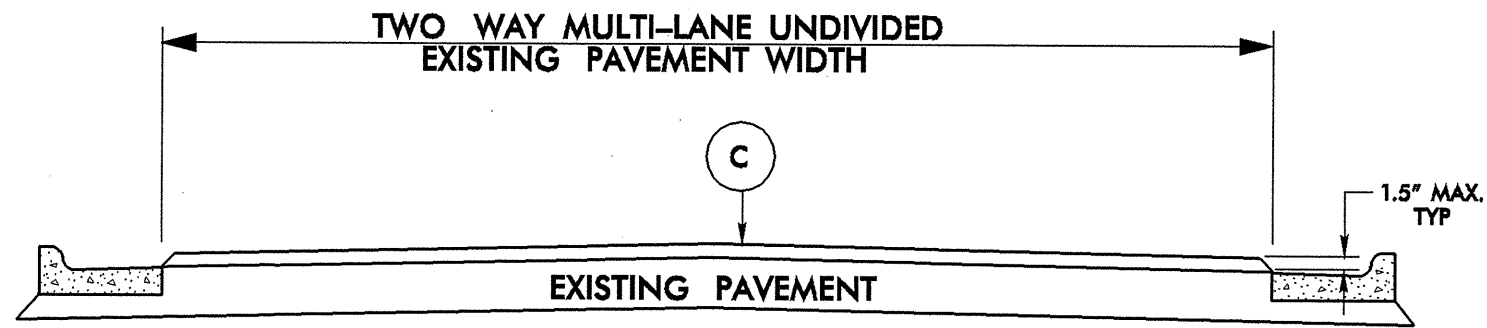 TWO WAY MULTI-LANE UNDIVIDED
EXISTING PAVEMENT WIDTH
C
1.5" MAX.
TYP
EXISTING PAVEMENT